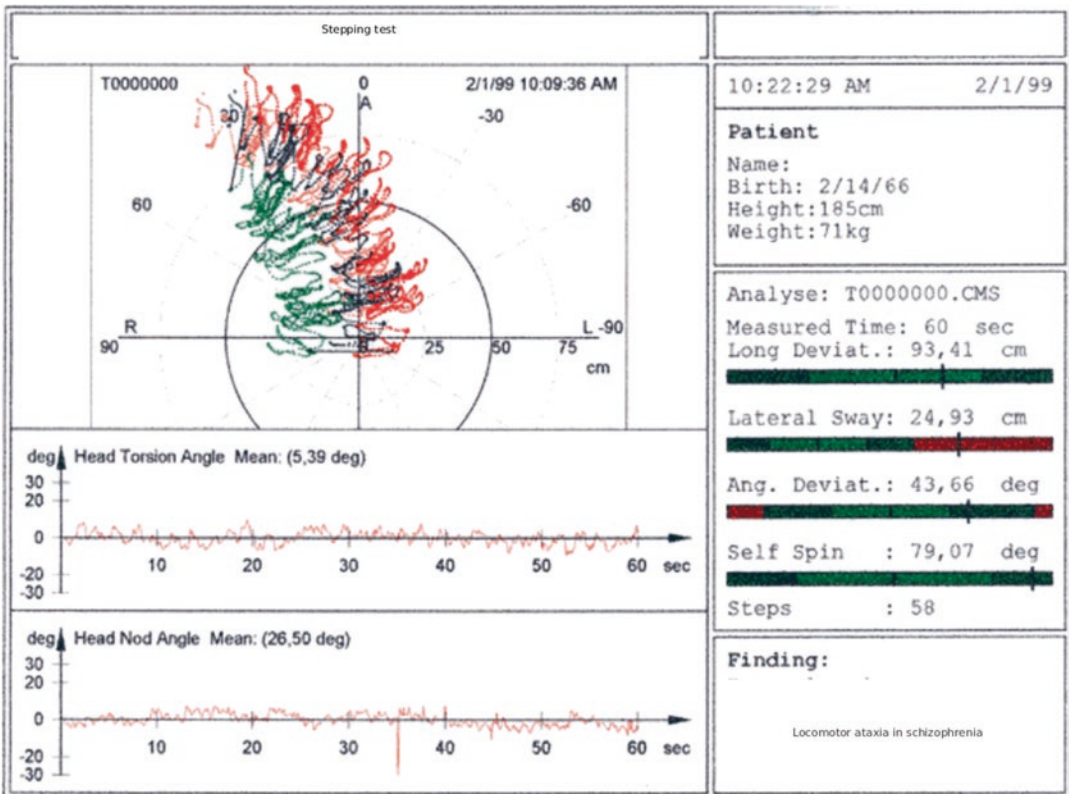 Stepping test
T0000000
0
2/1/99 10:09:36 AM
A
30
-30
60
-60
R
L -90
90
25 50 75
cm
deg Head Torsion Angle Mean: (5,39 deg)
30
20
0
-20
-30
10 20 30 40 50 60 sec
deg Head Nod Angle Mean: (26,50 deg)
30
20
0
-20
-30
10 20 30 40 50 60 sec
10:22:29 AM 2/1/99
Patient
Name:
Birth: 2/14/66
Height:185cm
Weight:71kg
Analyse: T0000000.CMS
Measured Time: 60 sec
Long Deviat.: 93,41 cm
Lateral Sway: 24,93 cm
Ang. Deviat.: 43,66 deg
Self Spin : 79,07 deg
Steps : 58
Finding:
Locomotor ataxia in schizophrenia